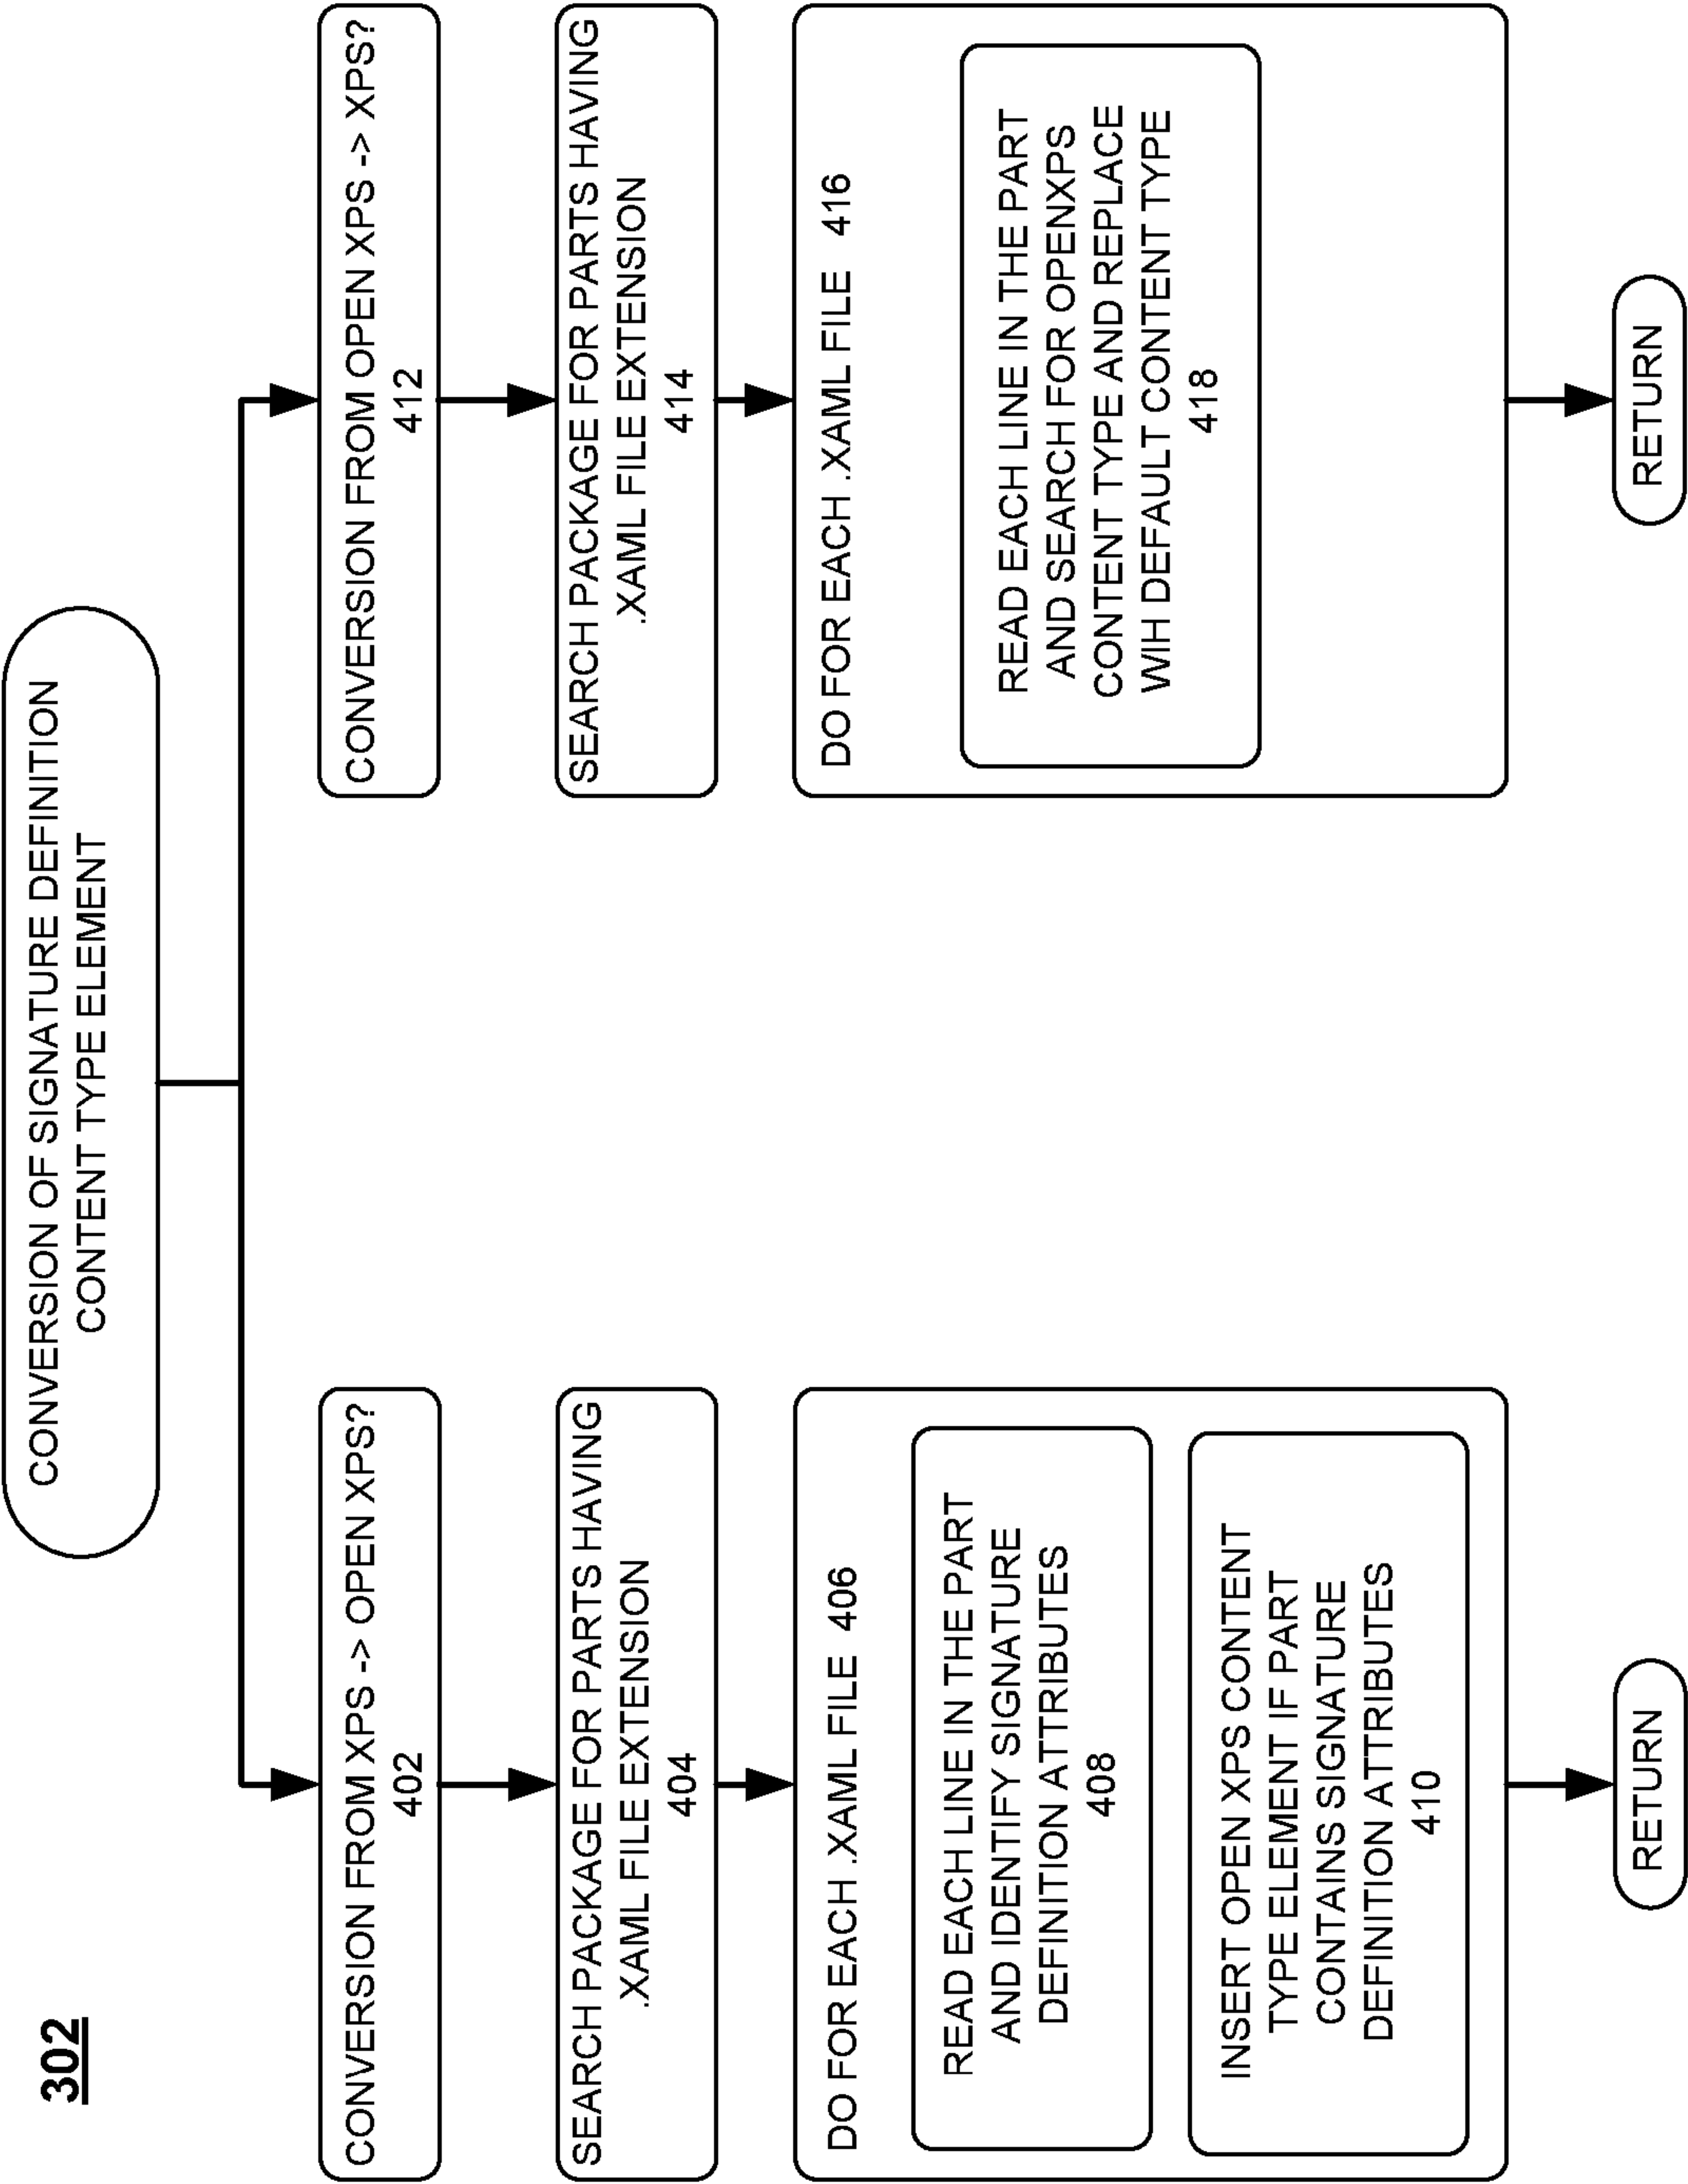 302
CONVERSION OF SIGNATURE DEFINITION
CONTENT TYPE ELEMENT
CONVERSION FROM XPS -> OPEN XPS?
402
SEARCH PACKAGE FOR PARTS HAVING
.XAML FILE EXTENSION
404
DO FOR EACH .XAML FILE 406
READ EACH LINE IN THE PART
AND IDENTIFY SIGNATURE
DEFINITION ATTRIBUTES
408
INSERT OPEN XPS CONTENT
TYPE ELEMENT IF PART
CONTAINS SIGNATURE
DEFINITION ATTRIBUTES
410
RETURN
CONVERSION FROM OPEN XPS -> XPS?
412
SEARCH PACKAGE FOR PARTS HAVING
.XAML FILE EXTENSION
414
DO FOR EACH .XAML FILE 416
READ EACH LINE IN THE PART
AND SEARCH FOR OPENXPS
CONTENT TYPE AND REPLACE
WIH DEFAULT CONTENT TYPE
418
RETURN